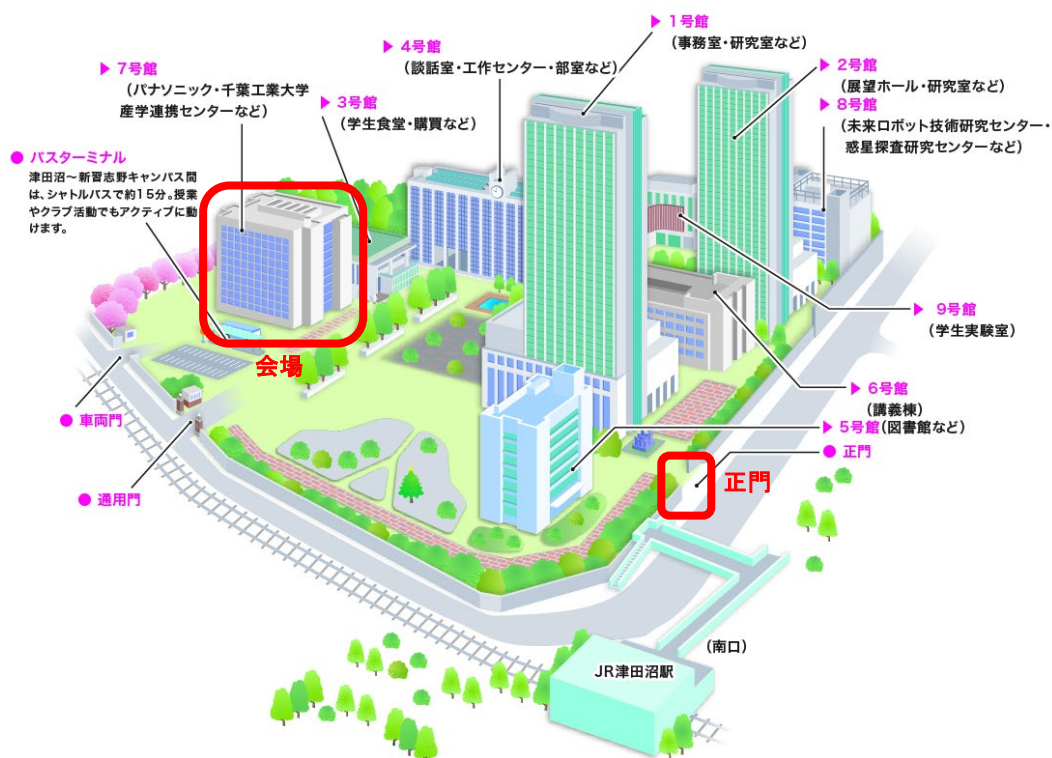 ▶ 1号館
(事務室・研究室など)
▶ 4号館
(談話室・工作センター・部室など)
▶ 7号館
(パナソニック・千葉工業大学
産学連携センターなど)
▶ 2号館
(展望ホール・研究室など)
▶ 3号館
(学生食堂・購買など)
▶ 8号館
(未来ロボット技術研究センター・
惑星探査研究センターなど)
● バスターミナル
津田沼〜新習志野キャンパス間
は、シャトルバスで約15分。授業
やクラブ活動でもアクティブに動
けます。
▶ 9号館
(学生実験室)
会場
▶ 6号館
(講義棟)
● 車両門
▶ 5号館(図書館など)
● 正門
正門
● 通用門
(南口)
JR津田沼駅